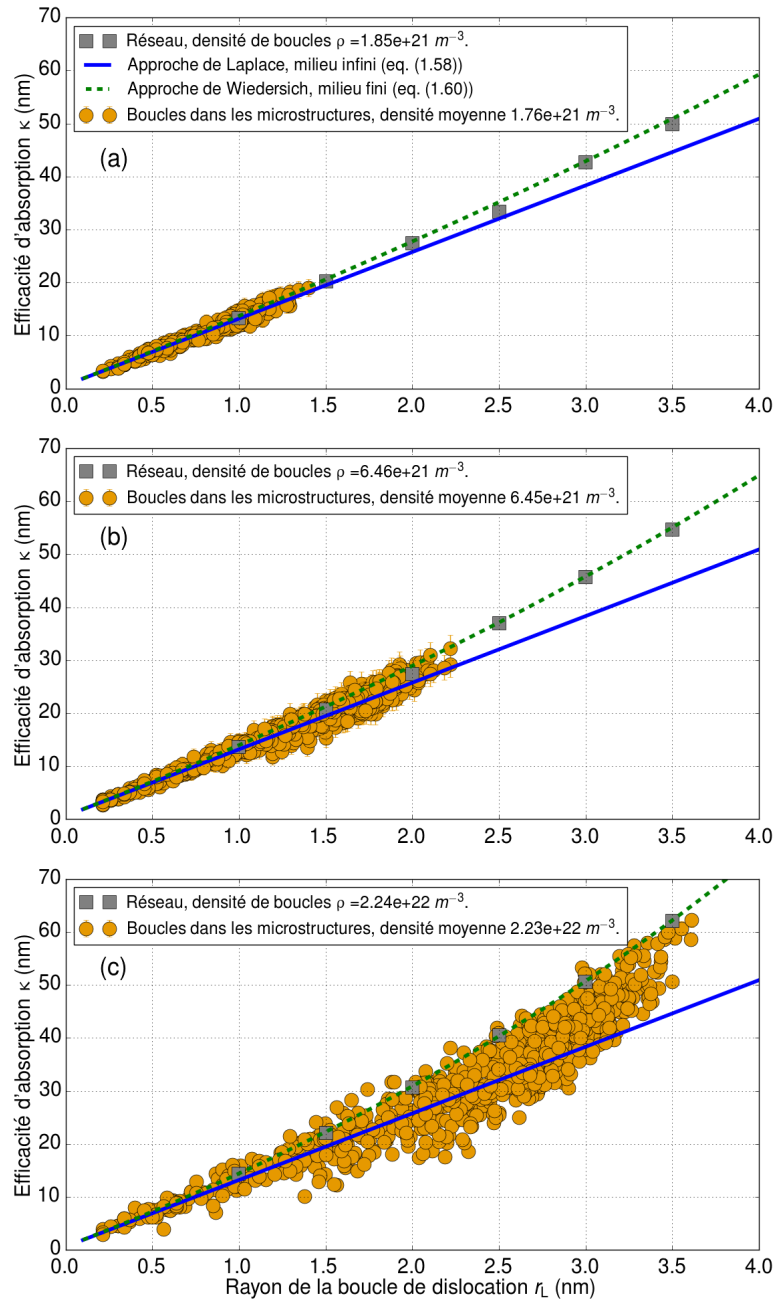 70
60
50
40
30
20
10
0
Efficacité d'absorption κ (nm)
Réseau, densité de boucles ρ =1.85e+21 m⁻³.
Approche de Laplace, milieu infini (eq. (1.58))
Approche de Wiedersich, milieu fini (eq. (1.60))
Boucles dans les microstructures, densité moyenne 1.76e+21 m⁻³.
(a)
0.0 0.5 1.0 1.5 2.0 2.5 3.0 3.5 4.0
70
60
50
40
30
20
10
0
Efficacité d'absorption κ (nm)
Réseau, densité de boucles ρ =6.46e+21 m⁻³.
Boucles dans les microstructures, densité moyenne 6.45e+21 m⁻³.
(b)
0.0 0.5 1.0 1.5 2.0 2.5 3.0 3.5 4.0
70
60
50
40
30
20
10
0
Efficacité d'absorption κ (nm)
Réseau, densité de boucles ρ =2.24e+22 m⁻³.
Boucles dans les microstructures, densité moyenne 2.23e+22 m⁻³.
(c)
0.0 0.5 1.0 1.5 2.0 2.5 3.0 3.5 4.0
Rayon de la boucle de dislocation r_L (nm)